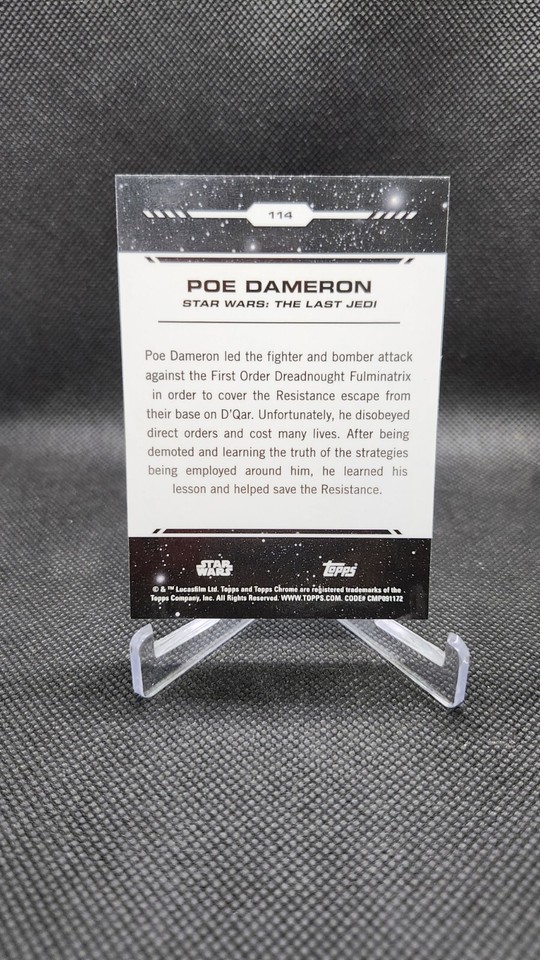 114
POE DAMERON
STAR WARS: THE LAST JEDI
Poe Dameron led the fighter and bomber attack
against the First Order Dreadnought Fulminatrix
in order to cover the Resistance escape from
their base on D'Qar. Unfortunately, he disobeyed
direct orders and cost many lives. After being
demoted and learning the truth of the strategies
being employed around him, he learned his
lesson and helped save the Resistance.
STAR WARS
Topps
© & ™ Lucasfilm Ltd. Topps and Topps Chrome are registered trademarks of the
Topps Company, Inc. All Rights Reserved. WWW.TOPPS.COM. CODE# CMP091172